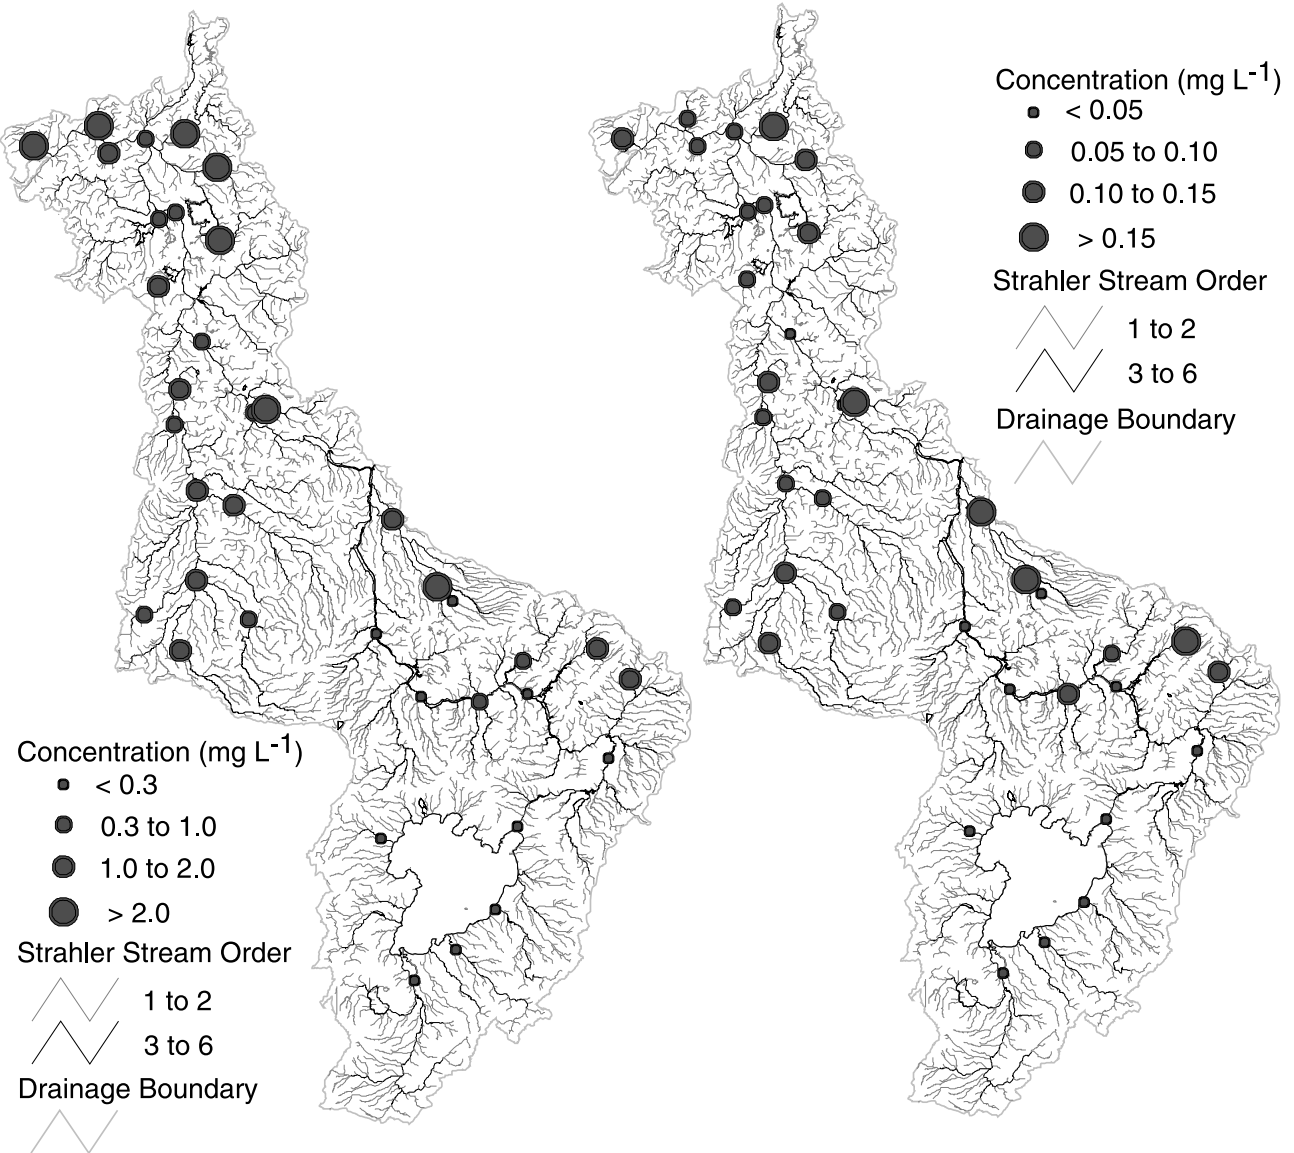 Concentration (mg L-1)
< 0.05
0.05 to 0.10
0.10 to 0.15
> 0.15
Strahler Stream Order
1 to 2
3 to 6
Drainage Boundary
Concentration (mg L-1)
< 0.3
0.3 to 1.0
1.0 to 2.0
> 2.0
Strahler Stream Order
1 to 2
3 to 6
Drainage Boundary